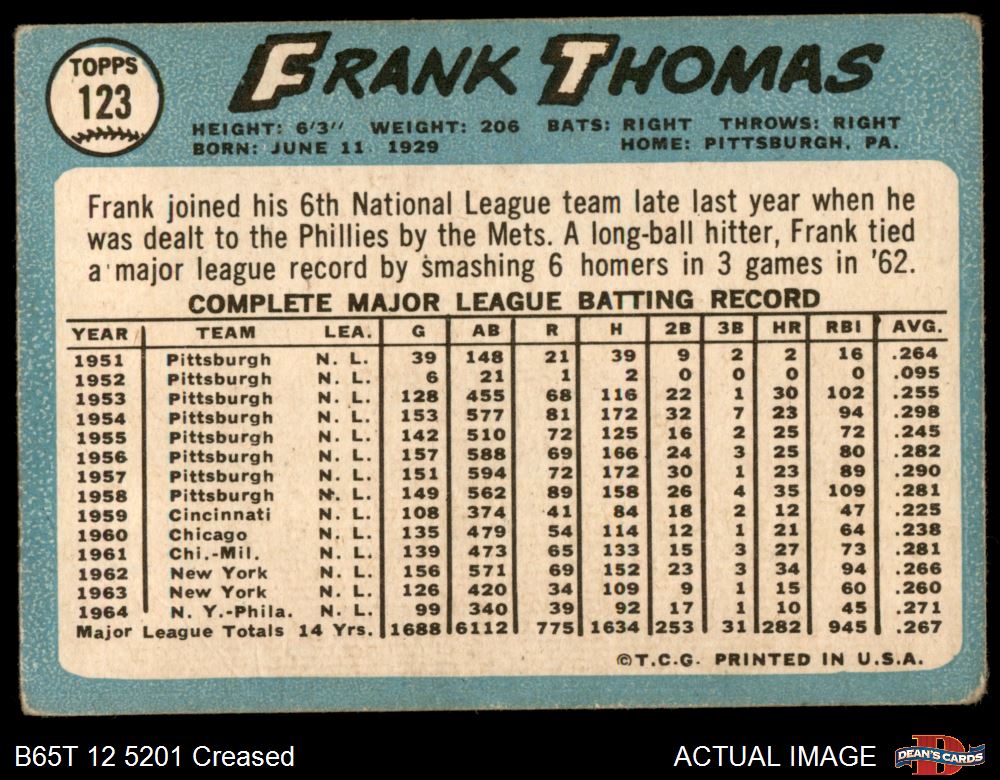 TOPPS
123
FRANK THOMAS
HEIGHT: 6'3" WEIGHT: 206 BATS: RIGHT THROWS: RIGHT
BORN: JUNE 11 1929 HOME: PITTSBURGH, PA.
Frank joined his 6th National League team late last year when he
was dealt to the Phillies by the Mets. A long-ball hitter, Frank tied
a major league record by smashing 6 homers in 3 games in '62.
COMPLETE MAJOR LEAGUE BATTING RECORD
YEAR TEAM LEA. G AB R H 2B 3B HR RBI AVG.
1951 Pittsburgh N. L. 39 148 21 39 9 2 2 16 .264
1952 Pittsburgh N. L. 6 21 1 2 0 0 0 0 .095
1953 Pittsburgh N. L. 128 455 68 116 22 1 30 102 .255
1954 Pittsburgh N. L. 153 577 81 172 32 7 23 94 .298
1955 Pittsburgh N. L. 142 510 72 125 16 2 25 72 .245
1956 Pittsburgh N. L. 157 588 69 166 24 3 25 80 .282
1957 Pittsburgh N. L. 151 594 72 172 30 1 23 89 .290
1958 Pittsburgh N. L. 149 562 89 158 26 4 35 109 .281
1959 Cincinnati N. L. 108 374 41 84 18 2 12 47 .225
1960 Chicago N. L. 135 479 54 114 12 1 21 64 .238
1961 Chi.-Mil. N. L. 139 473 65 133 15 3 27 73 .281
1962 New York N. L. 156 571 69 152 23 3 34 94 .266
1963 New York N. L. 126 420 34 109 9 1 15 60 .260
1964 N. Y.-Phila. N. L. 99 340 39 92 17 1 10 45 .271
Major League Totals 14 Yrs. 1688 6112 775 1634 253 31 282 945 .267
©T.C.G. PRINTED IN U.S.A.
B65T 12 5201 Creased ACTUAL IMAGE DEAN'S CARDS